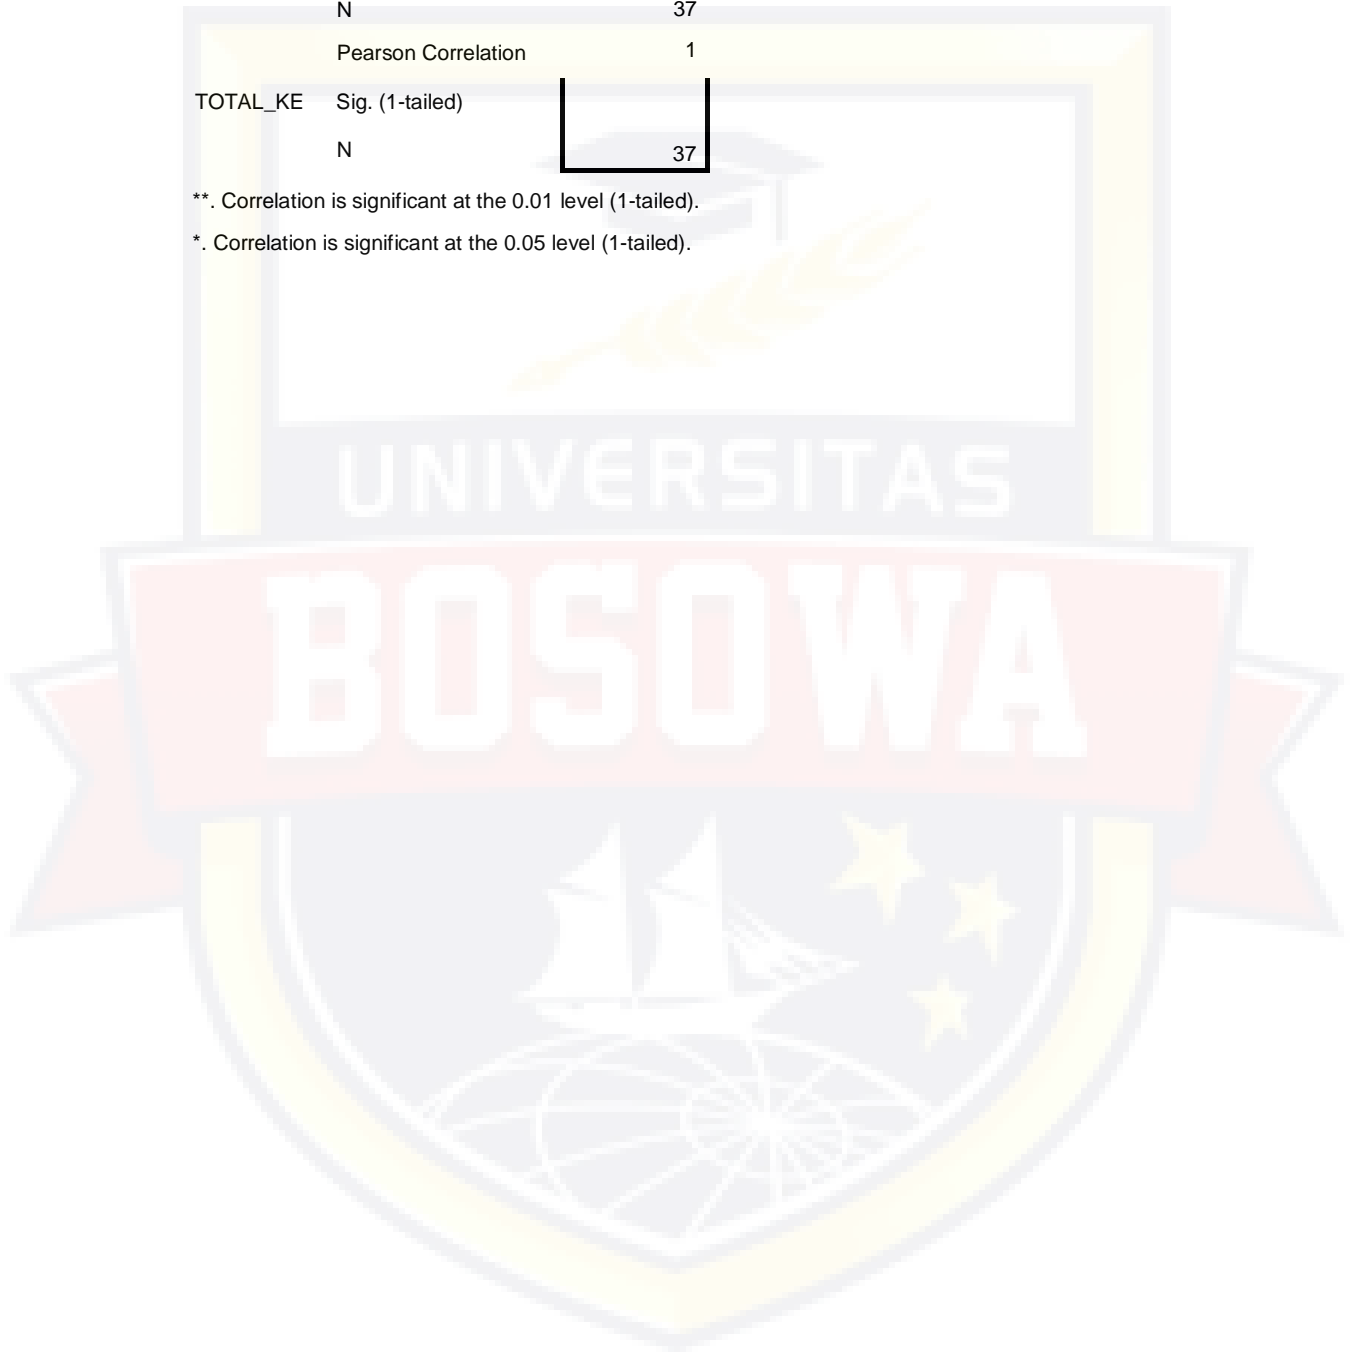 N 37
Pearson Correlation 1
TOTAL_KE Sig. (1-tailed)
N 37
**. Correlation is significant at the 0.01 level (1-tailed).
*. Correlation is significant at the 0.05 level (1-tailed).
UNIVERSITAS
BOSOWA